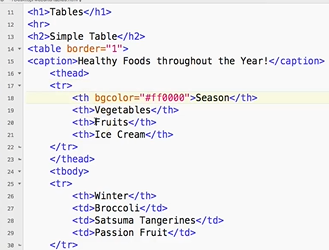 11 <h1>Tables</h1>
12 <hr>
13 <h2>Simple Table</h2>
14 <table border="1">
15 <caption>Healthy Foods throughout the Year!</caption>
16 <thead>
17 <tr>
18 <th bgcolor="#ff0000">Season</th>
19 <th>Vegetables</th>
20 <th>Fruits</th>
21 <th>Ice Cream</th>
22 </tr>
23 </thead>
24 <tbody>
25 <tr>
26 <th>Winter</th>
27 <td>Broccoli</td>
28 <td>Satsuma Tangerines</td>
29 <td>Passion Fruit</td>
30 </tr>